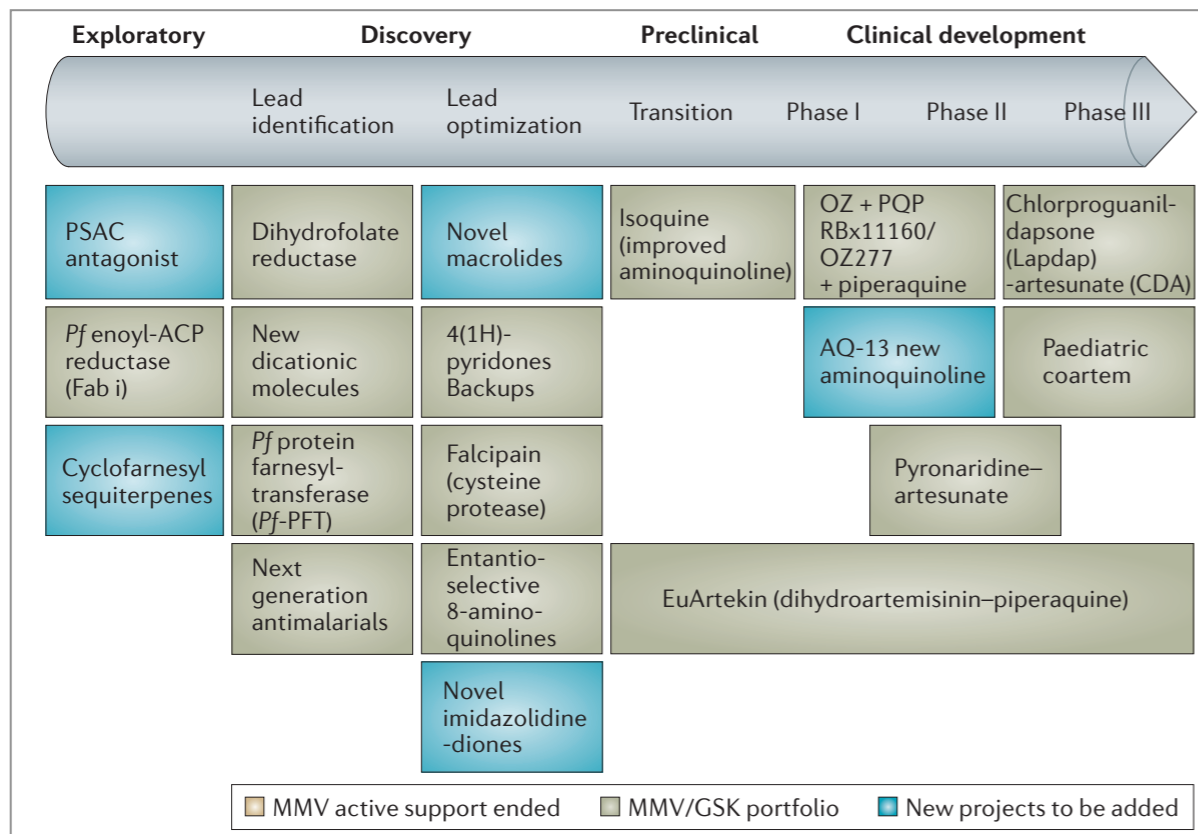 Exploratory
Discovery
Preclinical
Clinical development
Lead
identification
Lead
optimization
Transition
Phase I
Phase II
Phase III
PSAC
antagonist
Dihydrofolate
reductase
Novel
macrolides
Isoquine
(improved
aminoquinoline)
OZ + PQP
RBx11160/
OZ277
+ piperaquine
Chlorproguanil-
dapsone
(Lapdap)
-artesunate (CDA)
Pf enoyl-ACP
reductase
(Fab i)
New
dicationic
molecules
4(1H)-
pyridones
Backups
AQ-13 new
aminoquinoline
Paediatric
coartem
Cyclofarnesyl
sequiterpenes
Pf protein
farnesyl-
transferase
(Pf-PFT)
Falcipain
(cysteine
protease)
Pyronaridine–
artesunate
Next
generation
antimalarials
Entantio-
selective
8-amino-
quinolines
EuArtekin (dihydroartemisinin–piperaquine)
Novel
imidazolidine
-diones
MMV active support ended
MMV/GSK portfolio
New projects to be added